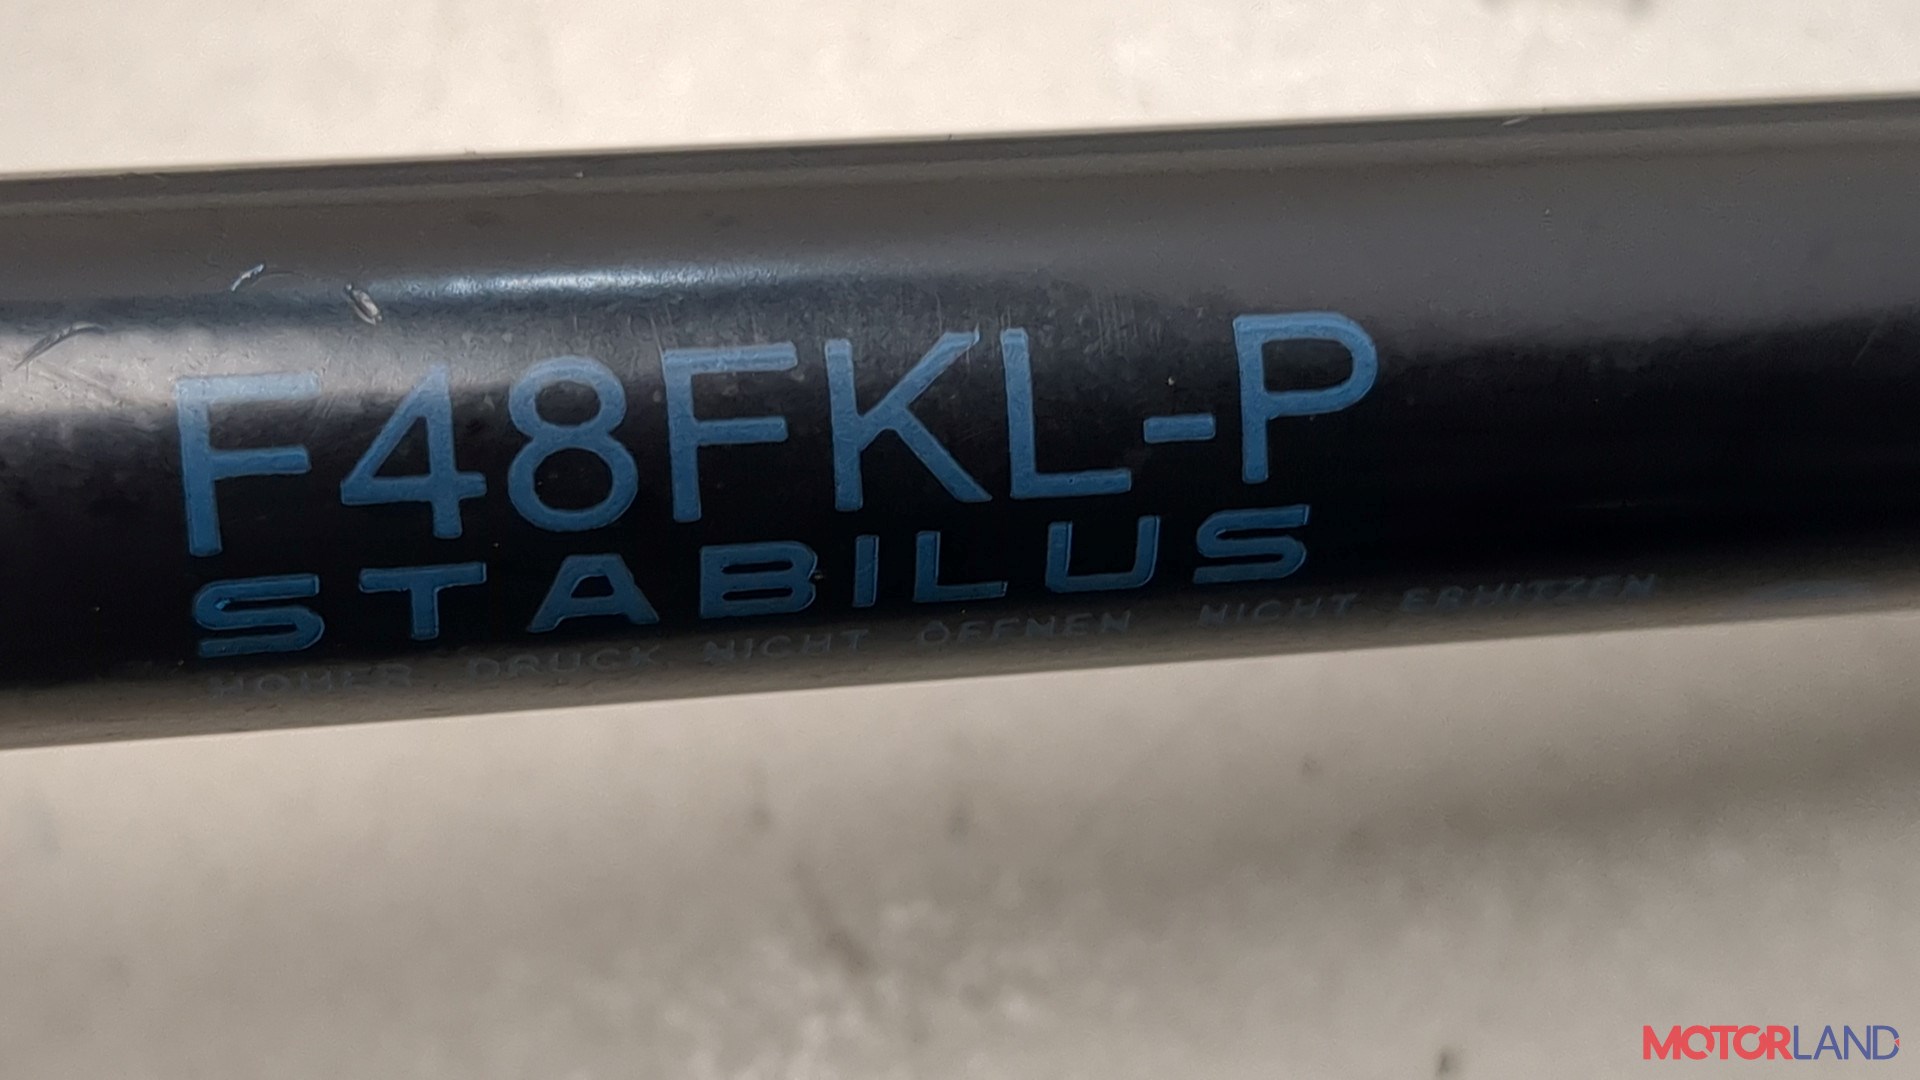 F48FKL-P
STABILUS
HOHER DRUCK NICHT ÖFFNEN NICHT ERHITZEN
MOTORLAND